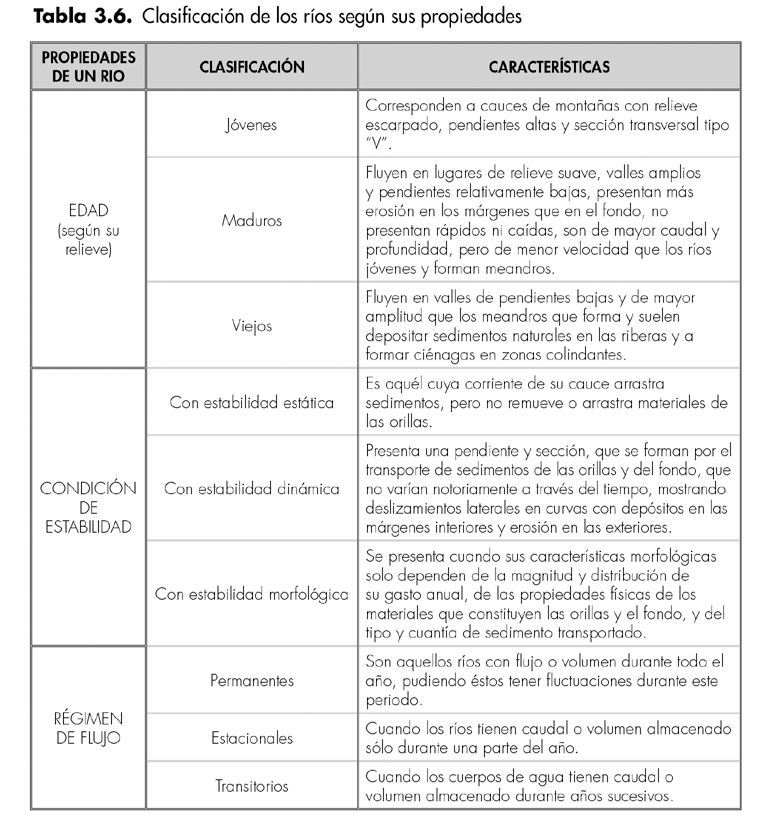 Tabla 3.6. Clasificación de los ríos según sus propiedades
PROPIEDADES
DE UN RIO
CLASIFICACIÓN
CARACTERÍSTICAS
EDAD
(según su
relieve)
Jóvenes
Corresponden a cauces de montañas con relieve
escarpado, pendientes altas y sección transversal tipo
“V”.
Maduros
Fluyen en lugares de relieve suave, valles amplios
y pendientes relativamente bajas, presentan más
erosión en los márgenes que en el fondo, no
presentan rápidos ni caídas, son de mayor caudal y
profundidad, pero de menor velocidad que los ríos
jóvenes y forman meandros.
Viejos
Fluyen en valles de pendientes bajas y de mayor
amplitud que los meandros que forma y suelen
depositar sedimentos naturales en las riberas y a
formar ciénagas en zonas colindantes.
CONDICIÓN
DE
ESTABILIDAD
Con estabilidad estática
Es aquél cuya corriente de su cauce arrastra
sedimentos, pero no remueve o arrastra materiales de
las orillas.
Con estabilidad dinámica
Presenta una pendiente y sección, que se forman por el
transporte de sedimentos de las orillas y del fondo, que
no varían notoriamente a través del tiempo, mostrando
deslizamientos laterales en curvas con depósitos en las
márgenes interiores y erosión en las exteriores.
Con estabilidad morfológica
Se presenta cuando sus características morfológicas
solo dependen de la magnitud y distribución de
su gasto anual, de las propiedades físicas de los
materiales que constituyen las orillas y el fondo, y del
tipo y cuantía de sedimento transportado.
RÉGIMEN
DE FLUJO
Permanentes
Son aquellos ríos con flujo o volumen durante todo el
año, pudiendo éstos tener fluctuaciones durante este
periodo.
Estacionales
Cuando los ríos tienen caudal o volumen almacenado
sólo durante una parte del año.
Transitorios
Cuando los cuerpos de agua tienen caudal o
volumen almacenado durante años sucesivos.